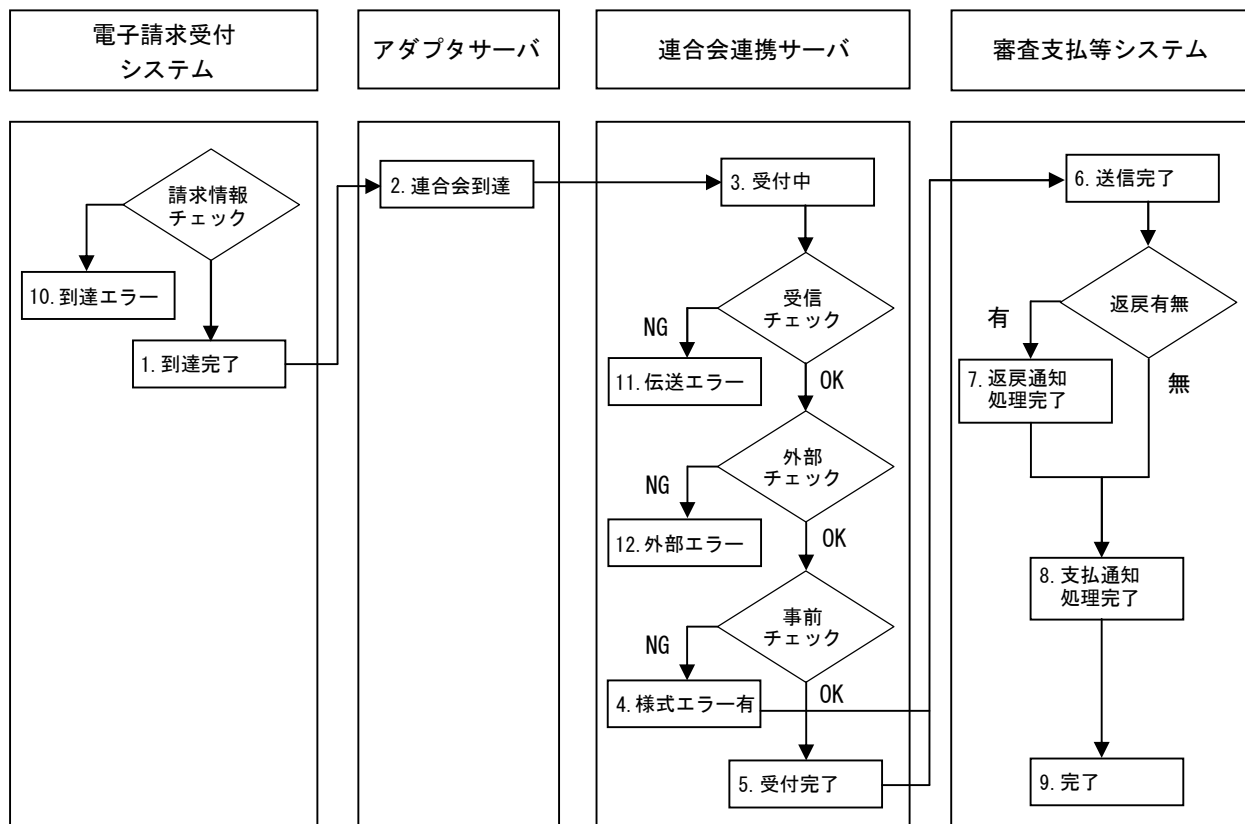 電子請求受付
システム
アダプタサーバ
連合会連携サーバ
審査支払等システム
請求情報
チェック
10. 到達エラー
1. 到達完了
2. 連合会到達
3. 受付中
受信
チェック
NG
11. 伝送エラー
OK
外部
チェック
NG
12. 外部エラー
OK
事前
チェック
NG
4. 様式エラー有
OK
5. 受付完了
6. 送信完了
返戻有無
有
7. 返戻通知
処理完了
無
8. 支払通知
処理完了
9. 完了